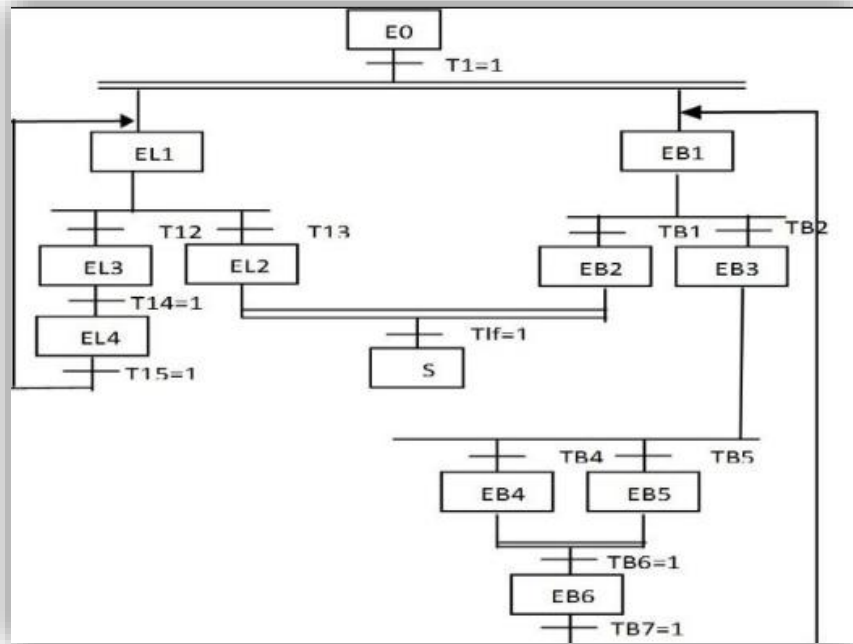 E0
T1=1
EL1
EB1
T12
T13
TB1
TB2
EL3
EL2
EB2
EB3
T14=1
EL4
Tlf=1
T15=1
S
TB4
TB5
EB4
EB5
TB6=1
EB6
TB7=1